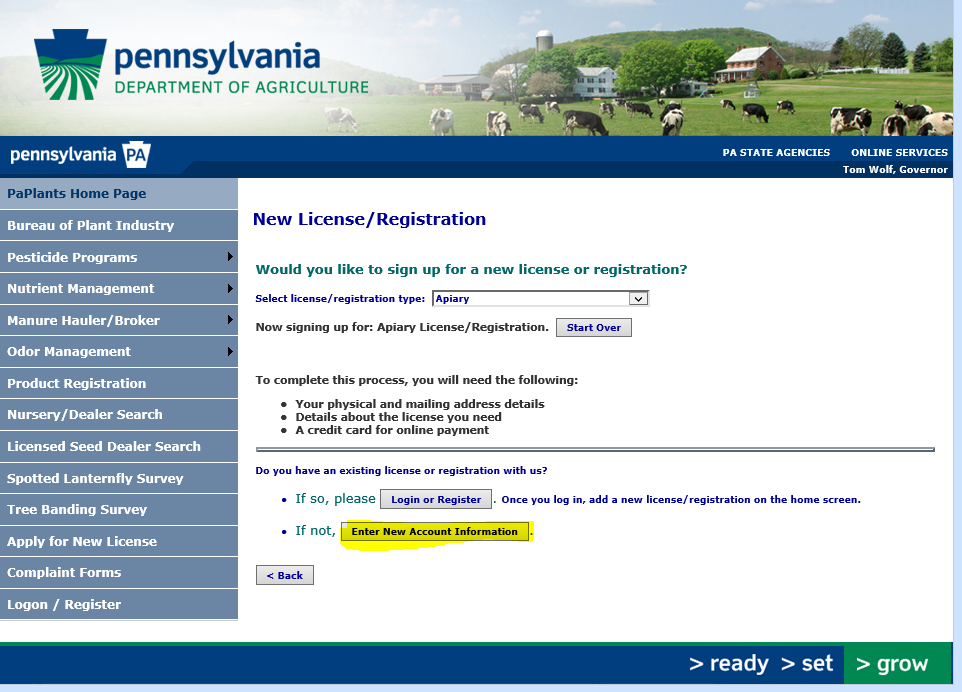 pennsylvania
DEPARTMENT OF AGRICULTURE
pennsylvania PA
PA STATE AGENCIES ONLINE SERVICES
Tom Wolf, Governor
PaPlants Home Page
Bureau of Plant Industry
Pesticide Programs
Nutrient Management
Manure Hauler/Broker
Odor Management
Product Registration
Nursery/Dealer Search
Licensed Seed Dealer Search
Spotted Lanternfly Survey
Tree Banding Survey
Apply for New License
Complaint Forms
Logon / Register
New License/Registration
Would you like to sign up for a new license or registration?
Select license/registration type: Apiary
Now signing up for: Apiary License/Registration. Start Over
To complete this process, you will need the following:
• Your physical and mailing address details
• Details about the license you need
• A credit card for online payment
Do you have an existing license or registration with us?
• If so, please Login or Register. Once you log in, add a new license/registration on the home screen.
• If not, Enter New Account Information.
< Back
> ready > set > grow